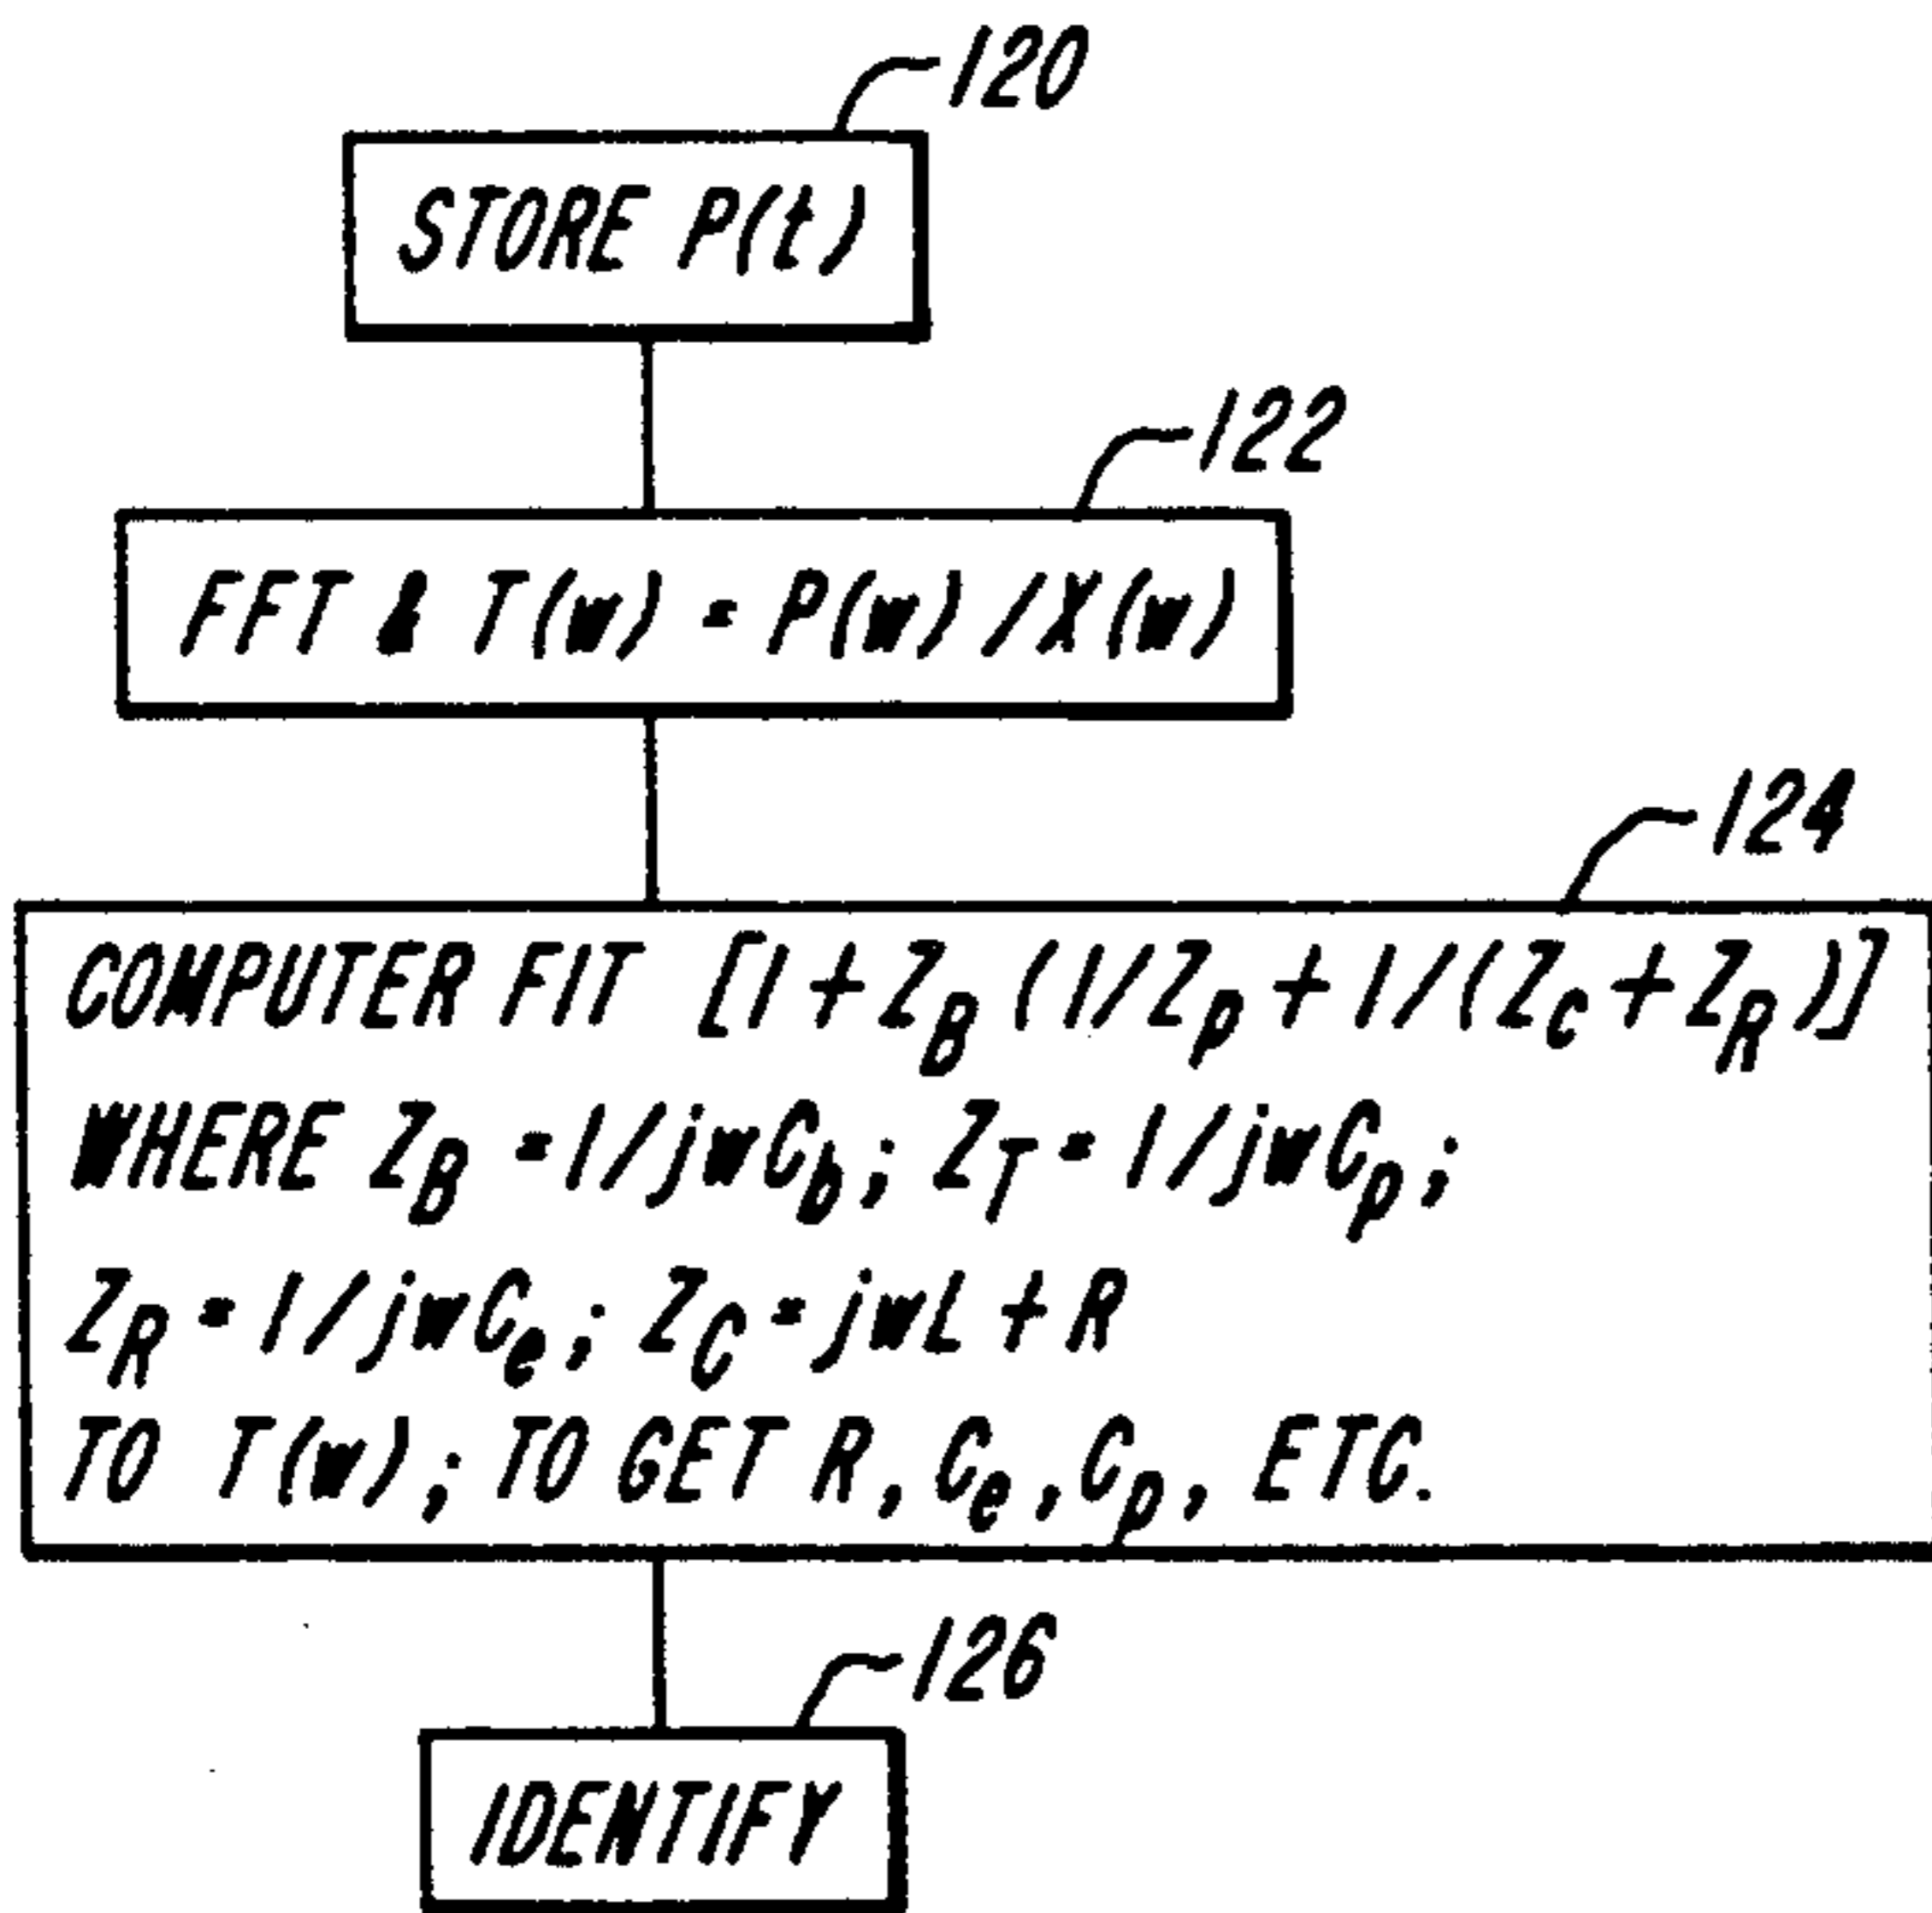 120
STORE P(t)
122
FFT & T(w) = P(w)/X(w)
124
COMPUTER FIT [1 + Z_B (1/Z_p + 1/(Z_C + Z_R)]
WHERE Z_B = 1/jwC_b; Z_T = 1/jwC_p;
Z_R = 1/jwC_e; Z_C = jwL + R
TO T(w); TO GET R, C_e, C_p, ETC.
126
IDENTIFY